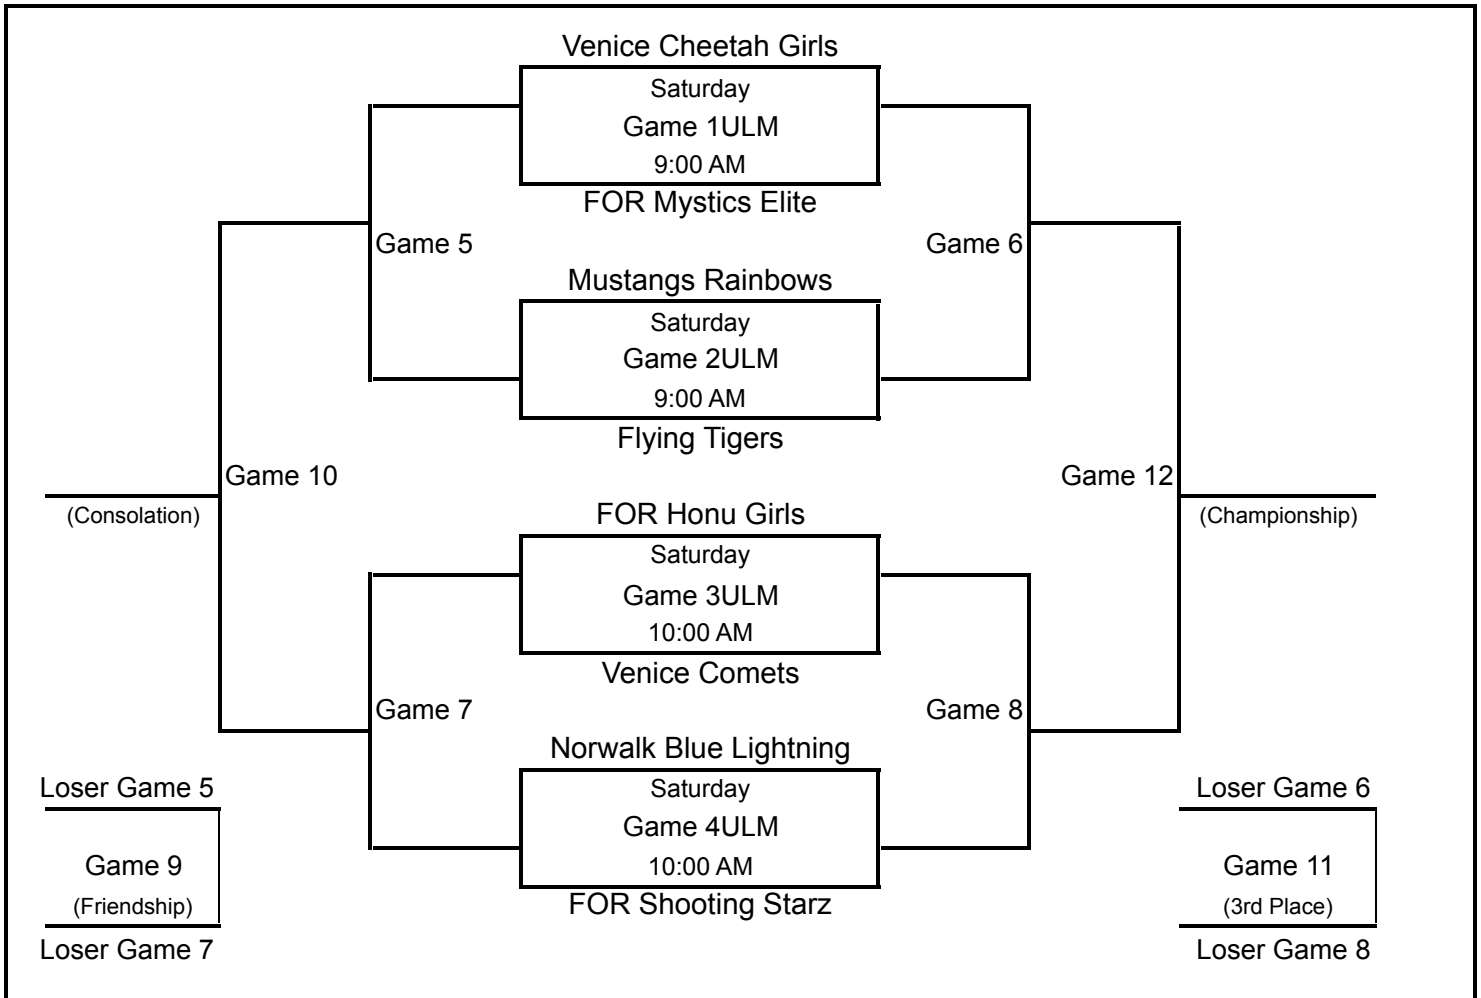 Venice Cheetah Girls
Saturday
Game 1ULM
9:00 AM
FOR Mystics Elite
Game 5
Game 6
Mustangs Rainbows
Saturday
Game 2ULM
9:00 AM
Flying Tigers
Game 10
Game 12
(Consolation)
(Championship)
FOR Honu Girls
Saturday
Game 3ULM
10:00 AM
Venice Comets
Game 7
Game 8
Norwalk Blue Lightning
Saturday
Game 4ULM
10:00 AM
FOR Shooting Starz
Loser Game 5
Game 9
(Friendship)
Loser Game 7
Loser Game 6
Game 11
(3rd Place)
Loser Game 8